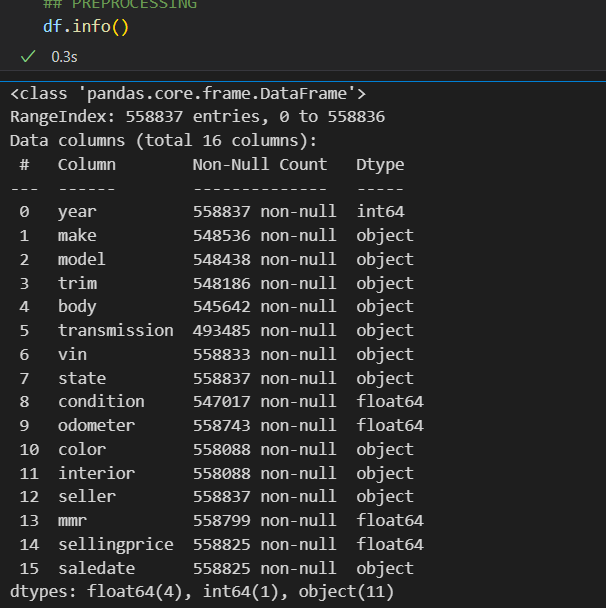 ## PREPROCESSING
df.info()
0.3s
<class 'pandas.core.frame.DataFrame'>
RangeIndex: 558837 entries, 0 to 558836
Data columns (total 16 columns):
 #   Column        Non-Null Count   Dtype
---  ------        --------------   -----
 0   year          558837 non-null  int64
 1   make          548536 non-null  object
 2   model         548438 non-null  object
 3   trim          548186 non-null  object
 4   body          545642 non-null  object
 5   transmission  493485 non-null  object
 6   vin           558833 non-null  object
 7   state         558837 non-null  object
 8   condition     547017 non-null  float64
 9   odometer      558743 non-null  float64
 10  color         558088 non-null  object
 11  interior      558088 non-null  object
 12  seller        558837 non-null  object
 13  mmr           558799 non-null  float64
 14  sellingprice  558825 non-null  float64
 15  saledate      558825 non-null  object
dtypes: float64(4), int64(1), object(11)